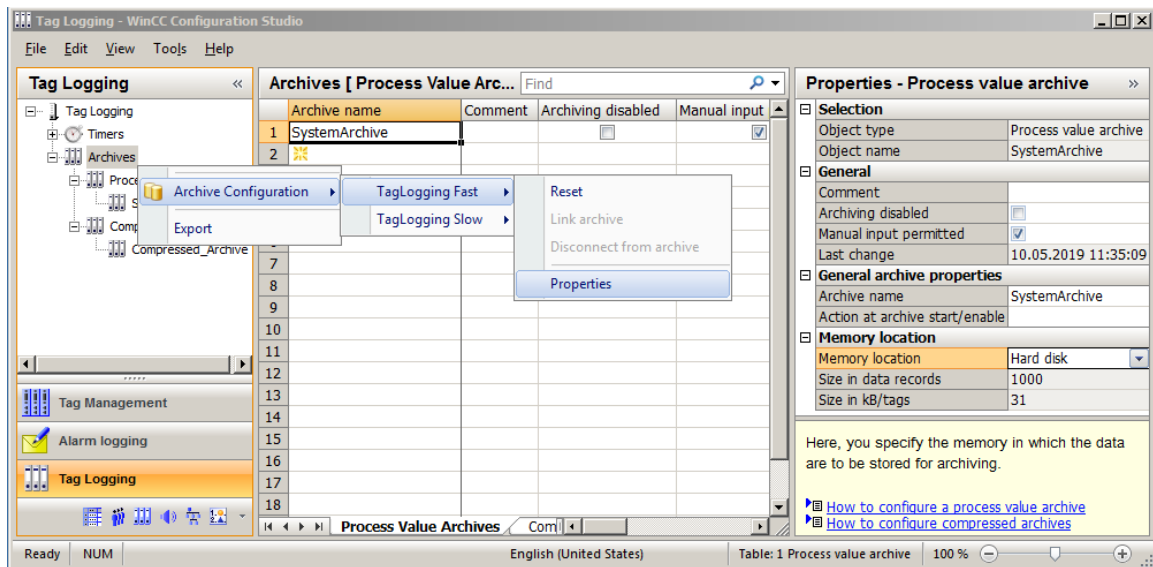 Tag Logging - WinCC Configuration Studio
File Edit View Tools Help
Tag Logging «
Tag Logging
Timers
Archives
Proce
S
Comp
Compressed_Archive
Archive Configuration
Export
TagLogging Fast
TagLogging Slow
Reset
Link archive
Disconnect from archive
Properties
Tag Management
Alarm logging
Tag Logging
Archives [ Process Value Arc... Find
Archive name Comment Archiving disabled Manual input
1 SystemArchive
2
7
8
9
10
11
12
13
14
15
16
17
18
Process Value Archives Com
Properties - Process value archive »
Selection
Object type Process value archive
Object name SystemArchive
General
Comment
Archiving disabled
Manual input permitted
Last change 10.05.2019 11:35:09
General archive properties
Archive name SystemArchive
Action at archive start/enable
Memory location
Memory location Hard disk
Size in data records 1000
Size in kB/tags 31
Here, you specify the memory in which the data
are to be stored for archiving.
How to configure a process value archive
How to configure compressed archives
Ready NUM English (United States) Table: 1 Process value archive 100 %